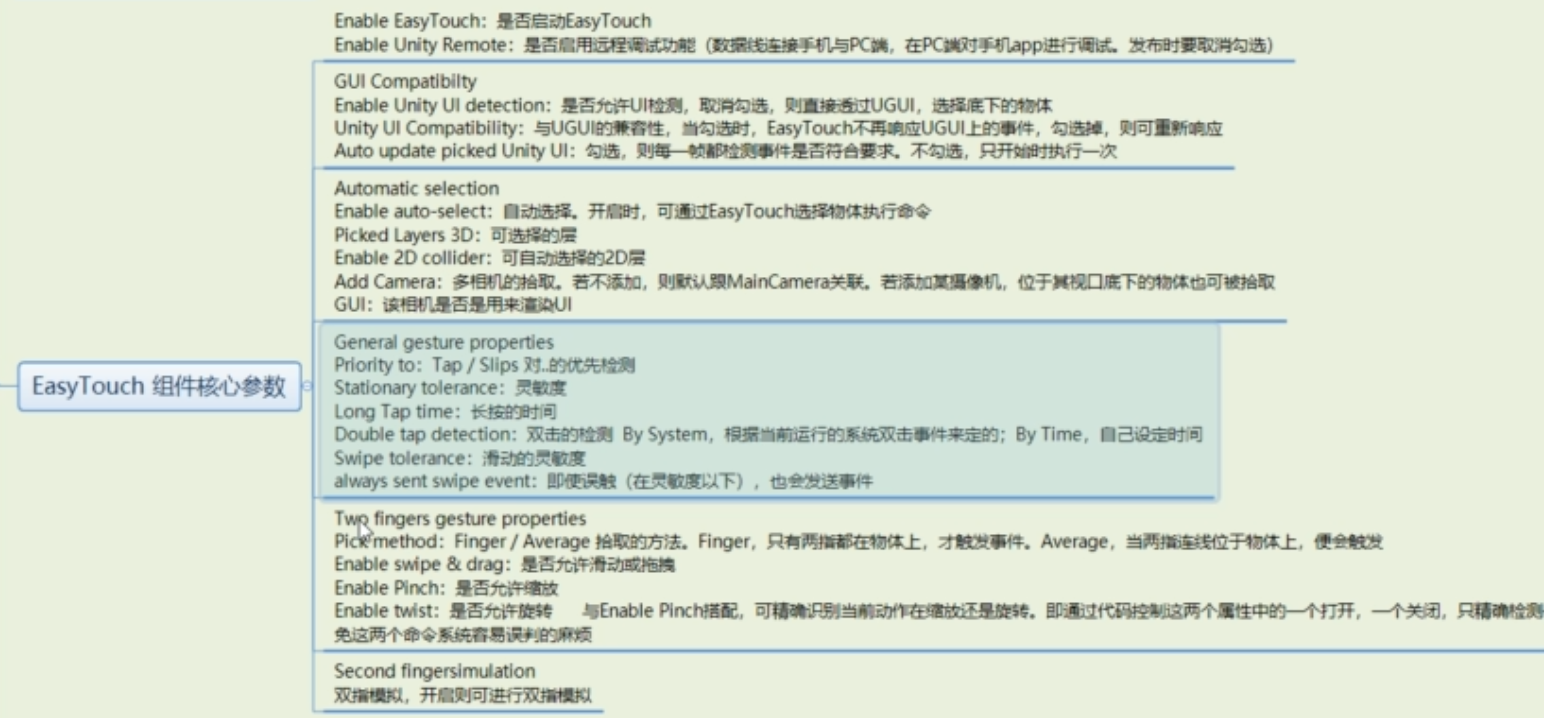 Enable EasyTouch：是否启动EasyTouch
Enable Unity Remote：是否启用远程调试功能（数据线连接手机与PC端，在PC端对手机app进行调试。发布时要取消勾选）
GUI Compatibilty
Enable Unity UI detection：是否允许UI检测，取消勾选，则直接透过UGUI，选择底下的物体
Unity UI Compatibility：与UGUI的兼容性，当勾选时，EasyTouch不再响应UGUI上的事件，勾选掉，则可重新响应
Auto update picked Unity UI：勾选，则每一帧都检测事件是否符合要求。不勾选，只开始时执行一次
Automatic selection
Enable auto-select：自动选择。开启时，可通过EasyTouch选择物体执行命令
Picked Layers 3D：可选择的层
Enable 2D collider：可自动选择的2D层
Add Camera：多相机的拾取。若不添加，则默认跟MainCamera关联。若添加某摄像机，位于其视口底下的物体也可被拾取
GUI：该相机是否是用来渲染UI
EasyTouch 组件核心参数
General gesture properties
Priority to：Tap / Slips 对..的优先检测
Stationary tolerance：灵敏度
Long Tap time：长按的时间
Double tap detection：双击的检测 By System，根据当前运行的系统双击事件来定的；By Time，自己设定时间
Swipe tolerance：滑动的灵敏度
always sent swipe event：即使误触（在灵敏度以下），也会发送事件
Two fingers gesture properties
Pick method：Finger / Average 拾取的方法。Finger，只有两指都在物体上，才触发事件。Average，当两指连线位于物体上，便会触发
Enable swipe & drag：是否允许滑动或拖拽
Enable Pinch：是否允许缩放
Enable twist：是否允许旋转 与Enable Pinch搭配，可精确识别当前动作在缩放还是旋转。即通过代码控制这两个属性中的一个打开，一个关闭，只精确检测
免这两个命令系统容易误判的麻烦
Second fingersimulation
双指模拟，开启则可进行双指模拟